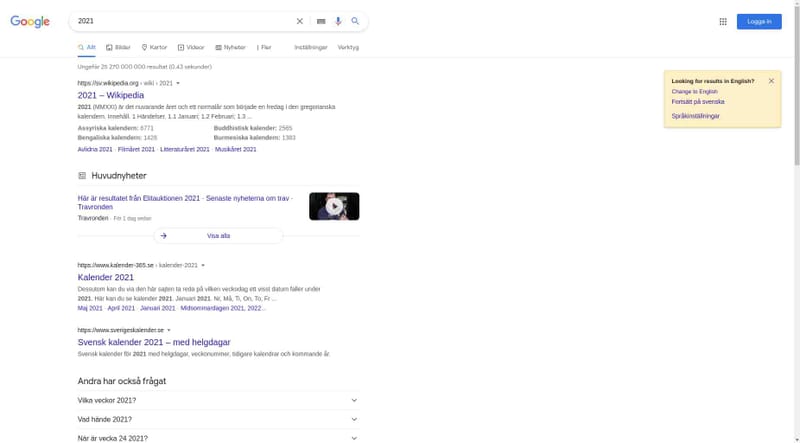 Google
2021
Logga in
Allt
Bilder
Kartor
Videor
Nyheter
Fler
Inställningar
Verktyg
Ungefär 25 270 000 000 resultat (0,43 sekunder)
https://sv.wikipedia.org › wiki › 2021
2021 – Wikipedia
2021 (MMXXI) är det nuvarande året och ett normalår som började en fredag i den gregorianska
kalendern. Innehåll. 1 Händelser. 1.1 Januari; 1.2 Februari; 1.3 ...
Assyriska kalendern: 6771
Buddhistisk kalender: 2565
Bengaliska kalendern: 1428
Burmesiska kalendern: 1383
Avlidna 2021 · Filmåret 2021 · Litteraturåret 2021 · Musikåret 2021
Looking for results in English?
Change to English
Fortsätt på svenska
Språkinställningar
Huvudnyheter
Här är resultatet från Elitauktionen 2021 · Senaste nyheterna om trav ·
Travronden
Travronden · För 1 dag sedan
Visa alla
https://www.kalender-365.se › kalender-2021
Kalender 2021
Dessutom kan du via den här sajten ta reda på vilken veckodag ett visst datum faller under
2021. Här kan du se kalender 2021. Januari 2021. Nr, Må, Ti, On, To, Fr ...
Maj 2021 · April 2021 · Januari 2021 · Midsommardagen 2021, 2022...
https://www.sverigeskalender.se
Svensk kalender 2021 – med helgdagar
Svensk kalender för 2021 med helgdagar, veckonummer, tidigare kalendrar och kommande år.
Andra har också frågat
Vilka veckor 2021?
Vad hände 2021?
När är vecka 24 2021?